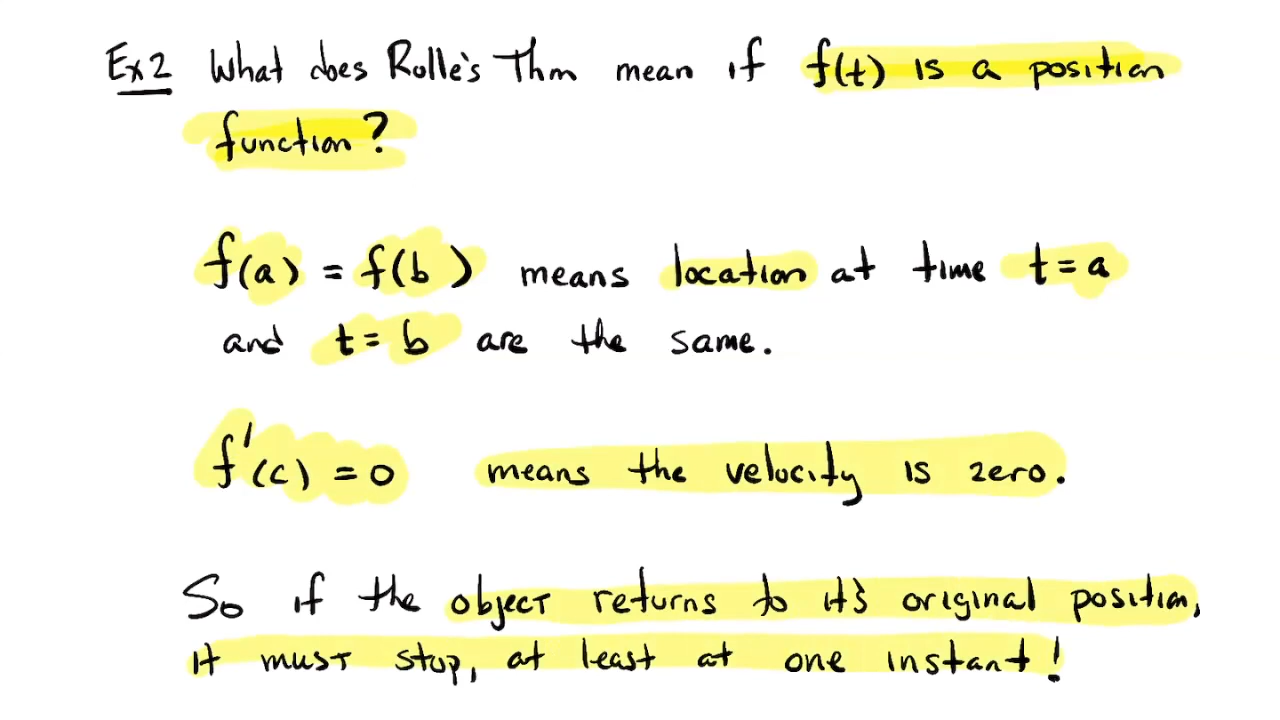 Ex 2 What does Rolle's Thm mean if f(t) is a position
function?
f(a) = f(b) means location at time t = a
and t = b are the same.
f'(c) = 0 means the velocity is zero.
So if the object returns to it's original position,
it must stop, at least at one instant!